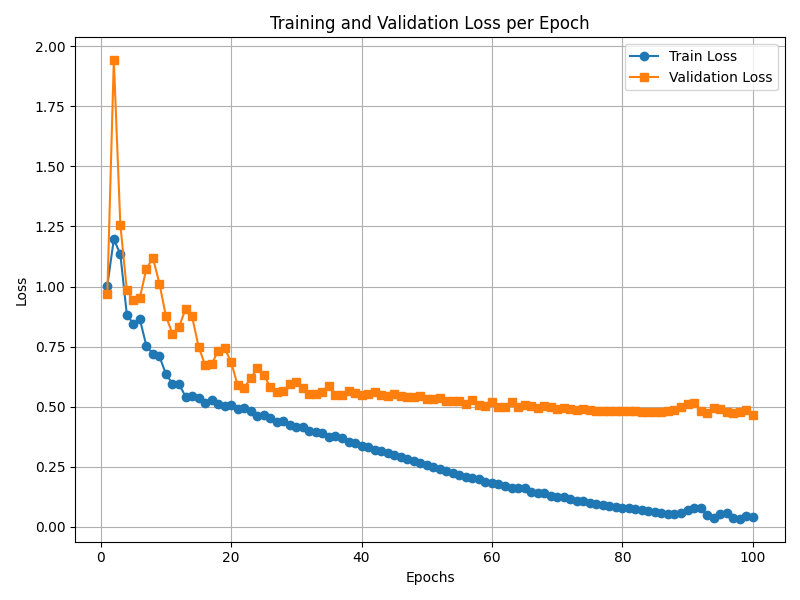 Training and Validation Loss per Epoch
Train Loss
Validation Loss
2.00
1.75
1.50
1.25
1.00
0.75
0.50
0.25
0.00
Loss
0 20 40 60 80 100
Epochs